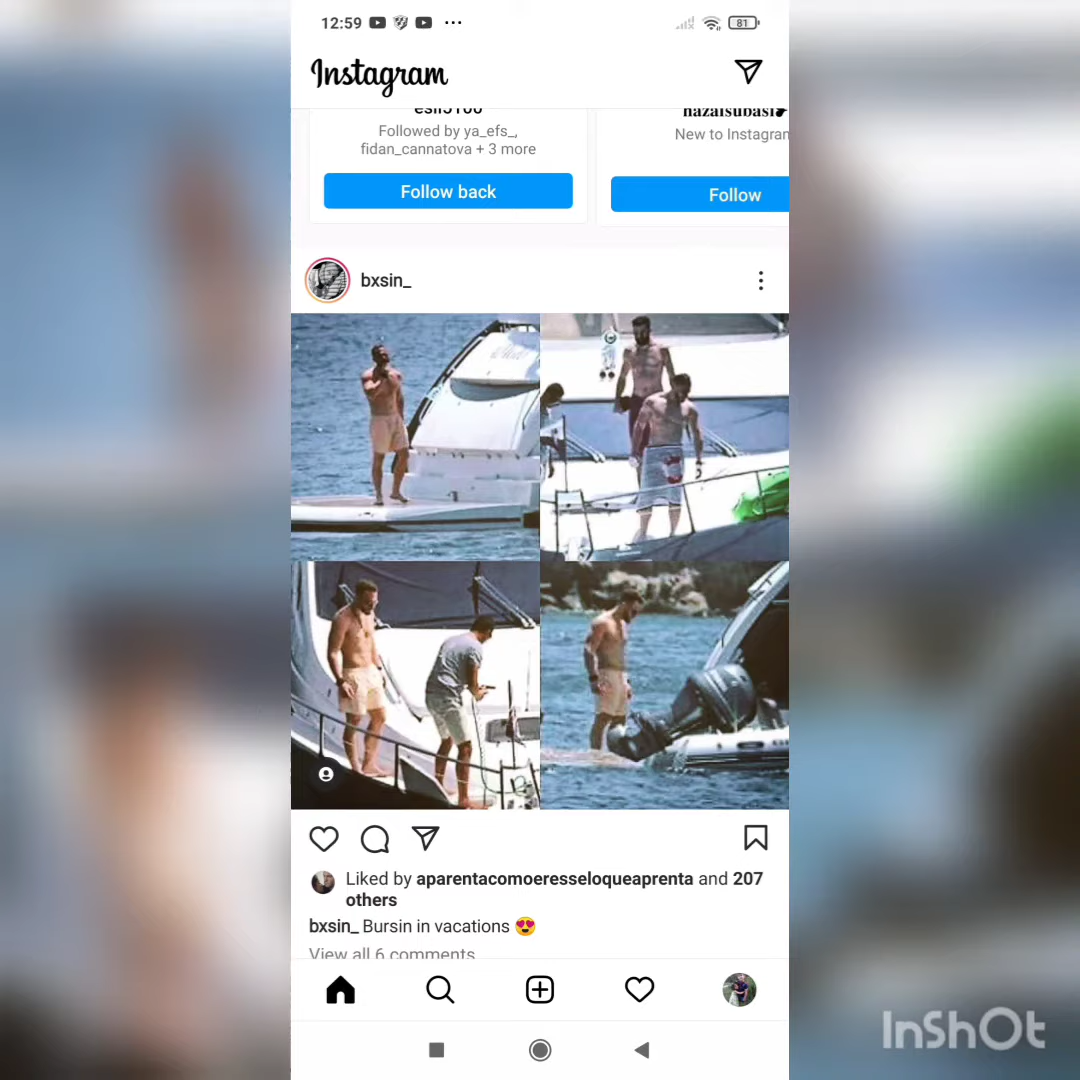 12:59
81
Instagram
Followed by ya_efs_,
fidan_cannatova + 3 more
New to Instagram
Follow back
Follow
bxsin_
Liked by aparentacomoeresseloqueaprenta and 207
others
bxsin_ Bursin in vacations 😍
View all 6 comments
InShOt